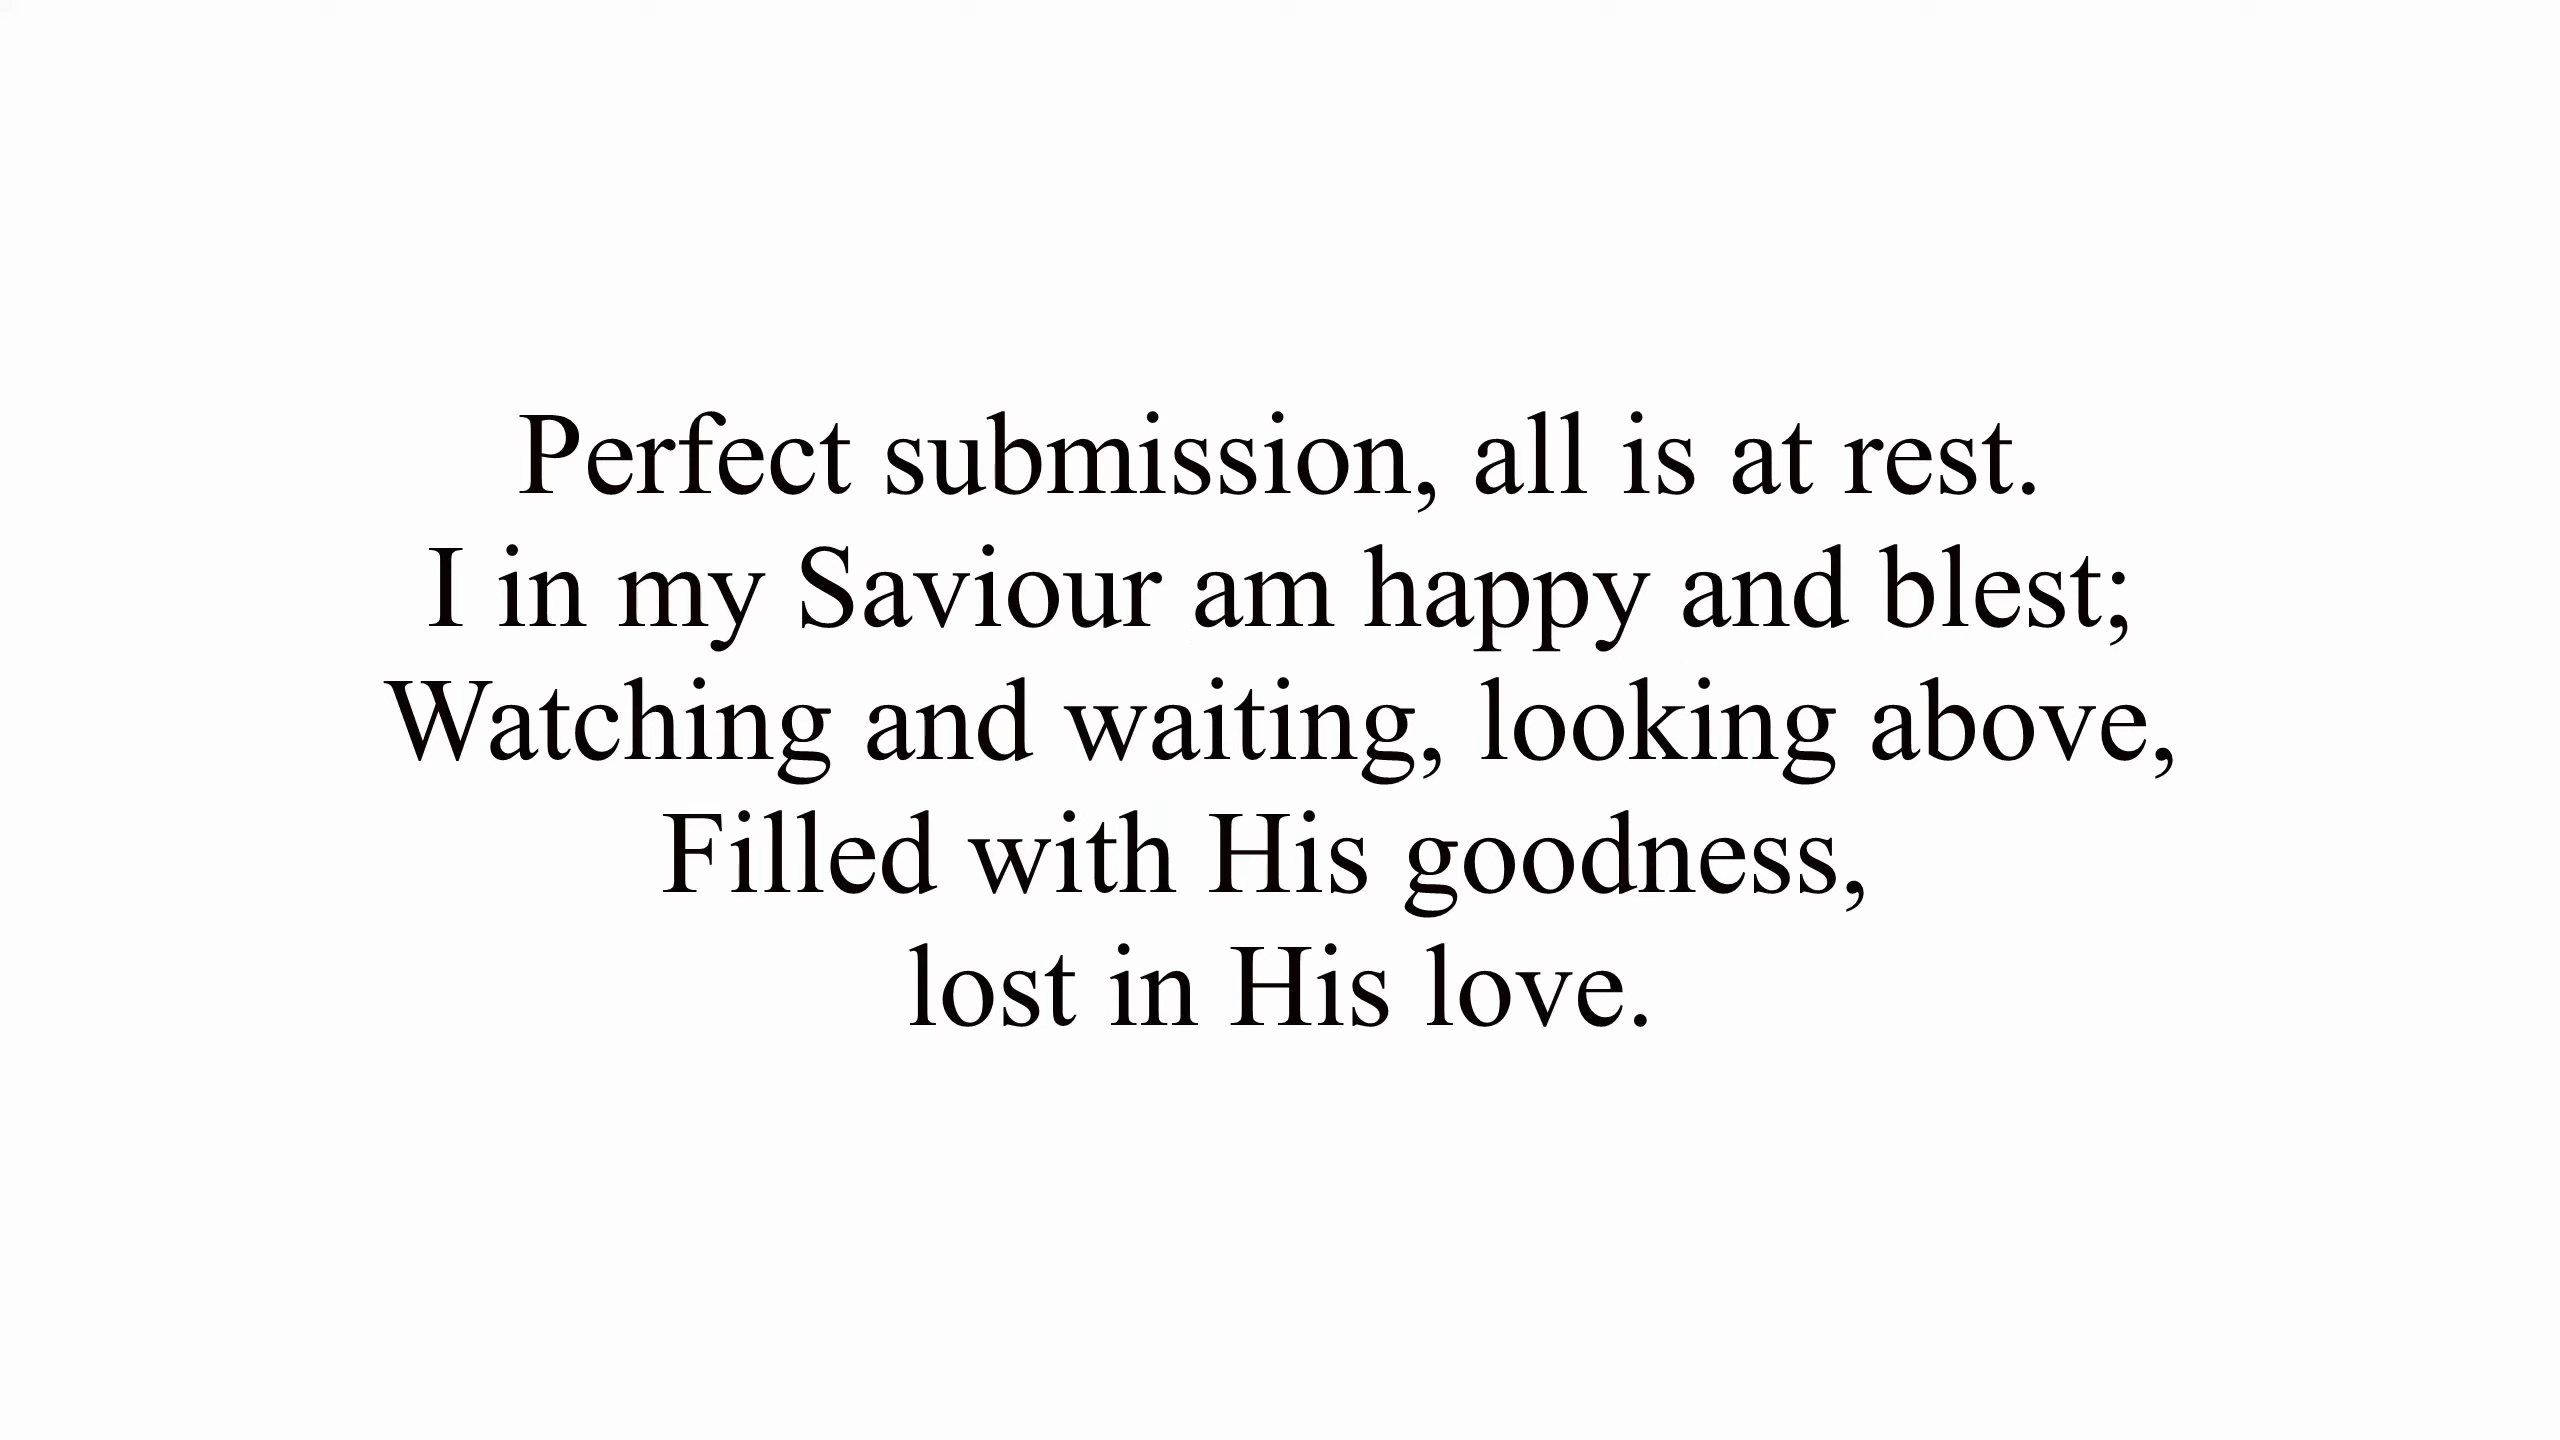 Perfect submission, all is at rest.
I in my Saviour am happy and blest;
Watching and waiting, looking above,
Filled with His goodness,
lost in His love.